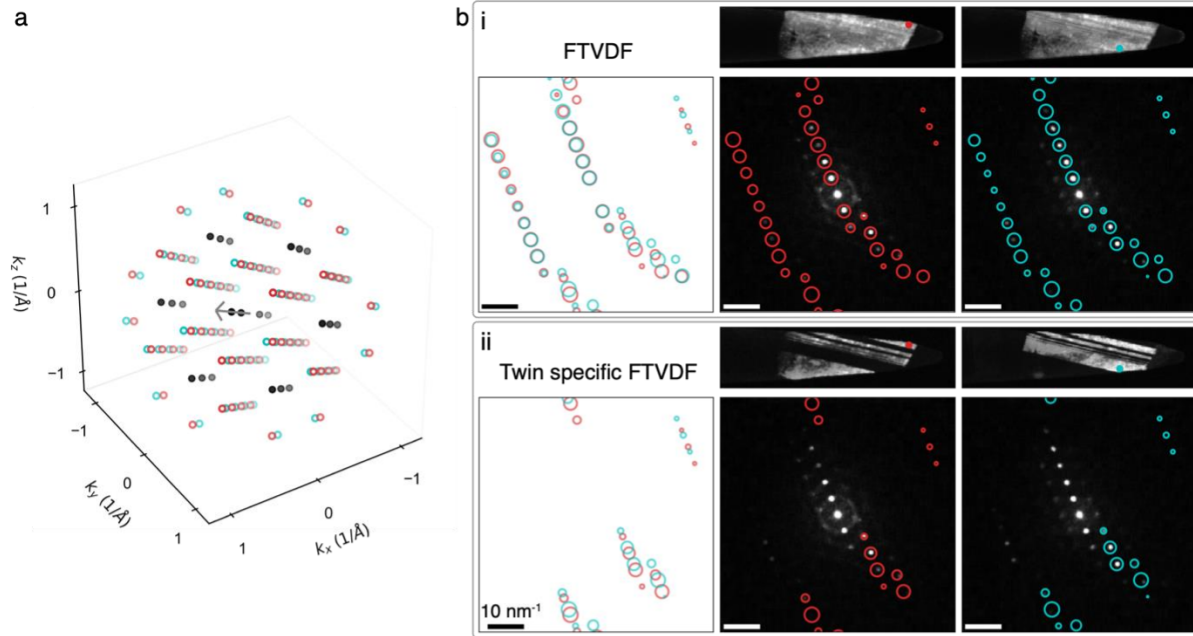 a
k_z (1/Å)
1
0
−1
−1
0
1
k_y (1/Å)
1
0
−1
k_x (1/Å)
b
i
FTVDF
ii
Twin specific FTVDF
10 nm⁻¹